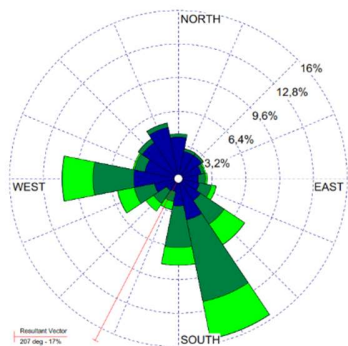 NORTH
16%
12,8%
9,6%
6,4%
3,2%
WEST
EAST
Resultant Vector
207 deg - 17%
SOUTH